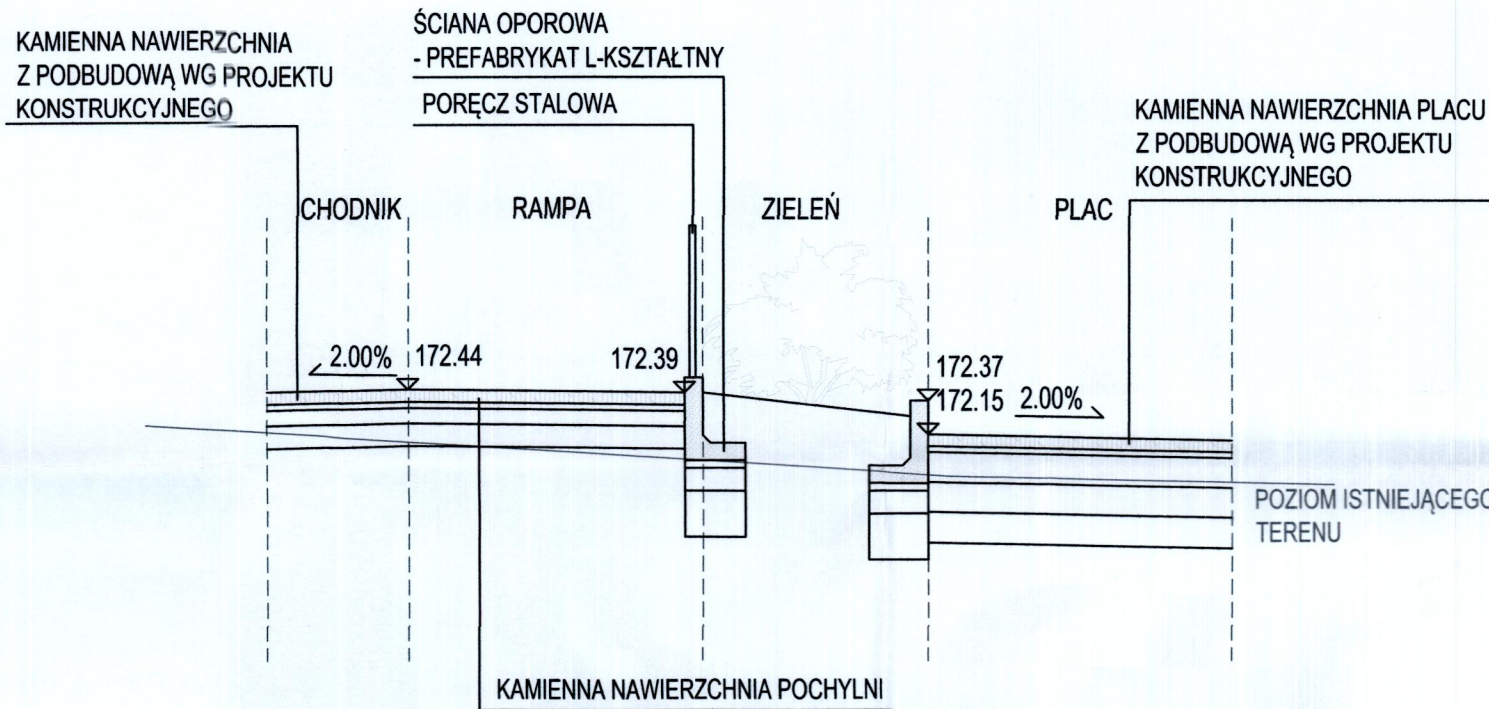 KAMIENNA NAWIERZCHNIA
Z PODBUDOWĄ WG PROJEKTU
KONSTRUKCYJNEGO
ŚCIANA OPOROWA
- PREFABRYKAT L-KSZTAŁTNY
PORĘCZ STALOWA
KAMIENNA NAWIERZCHNIA PLACU
Z PODBUDOWĄ WG PROJEKTU
KONSTRUKCYJNEGO
CHODNIK
RAMPA
ZIELEŃ
PLAC
2.00%
172.44
172.39
172.37
172.15
2.00%
POZIOM ISTNIEJĄCEGO
TERENU
KAMIENNA NAWIERZCHNIA POCHYLNI